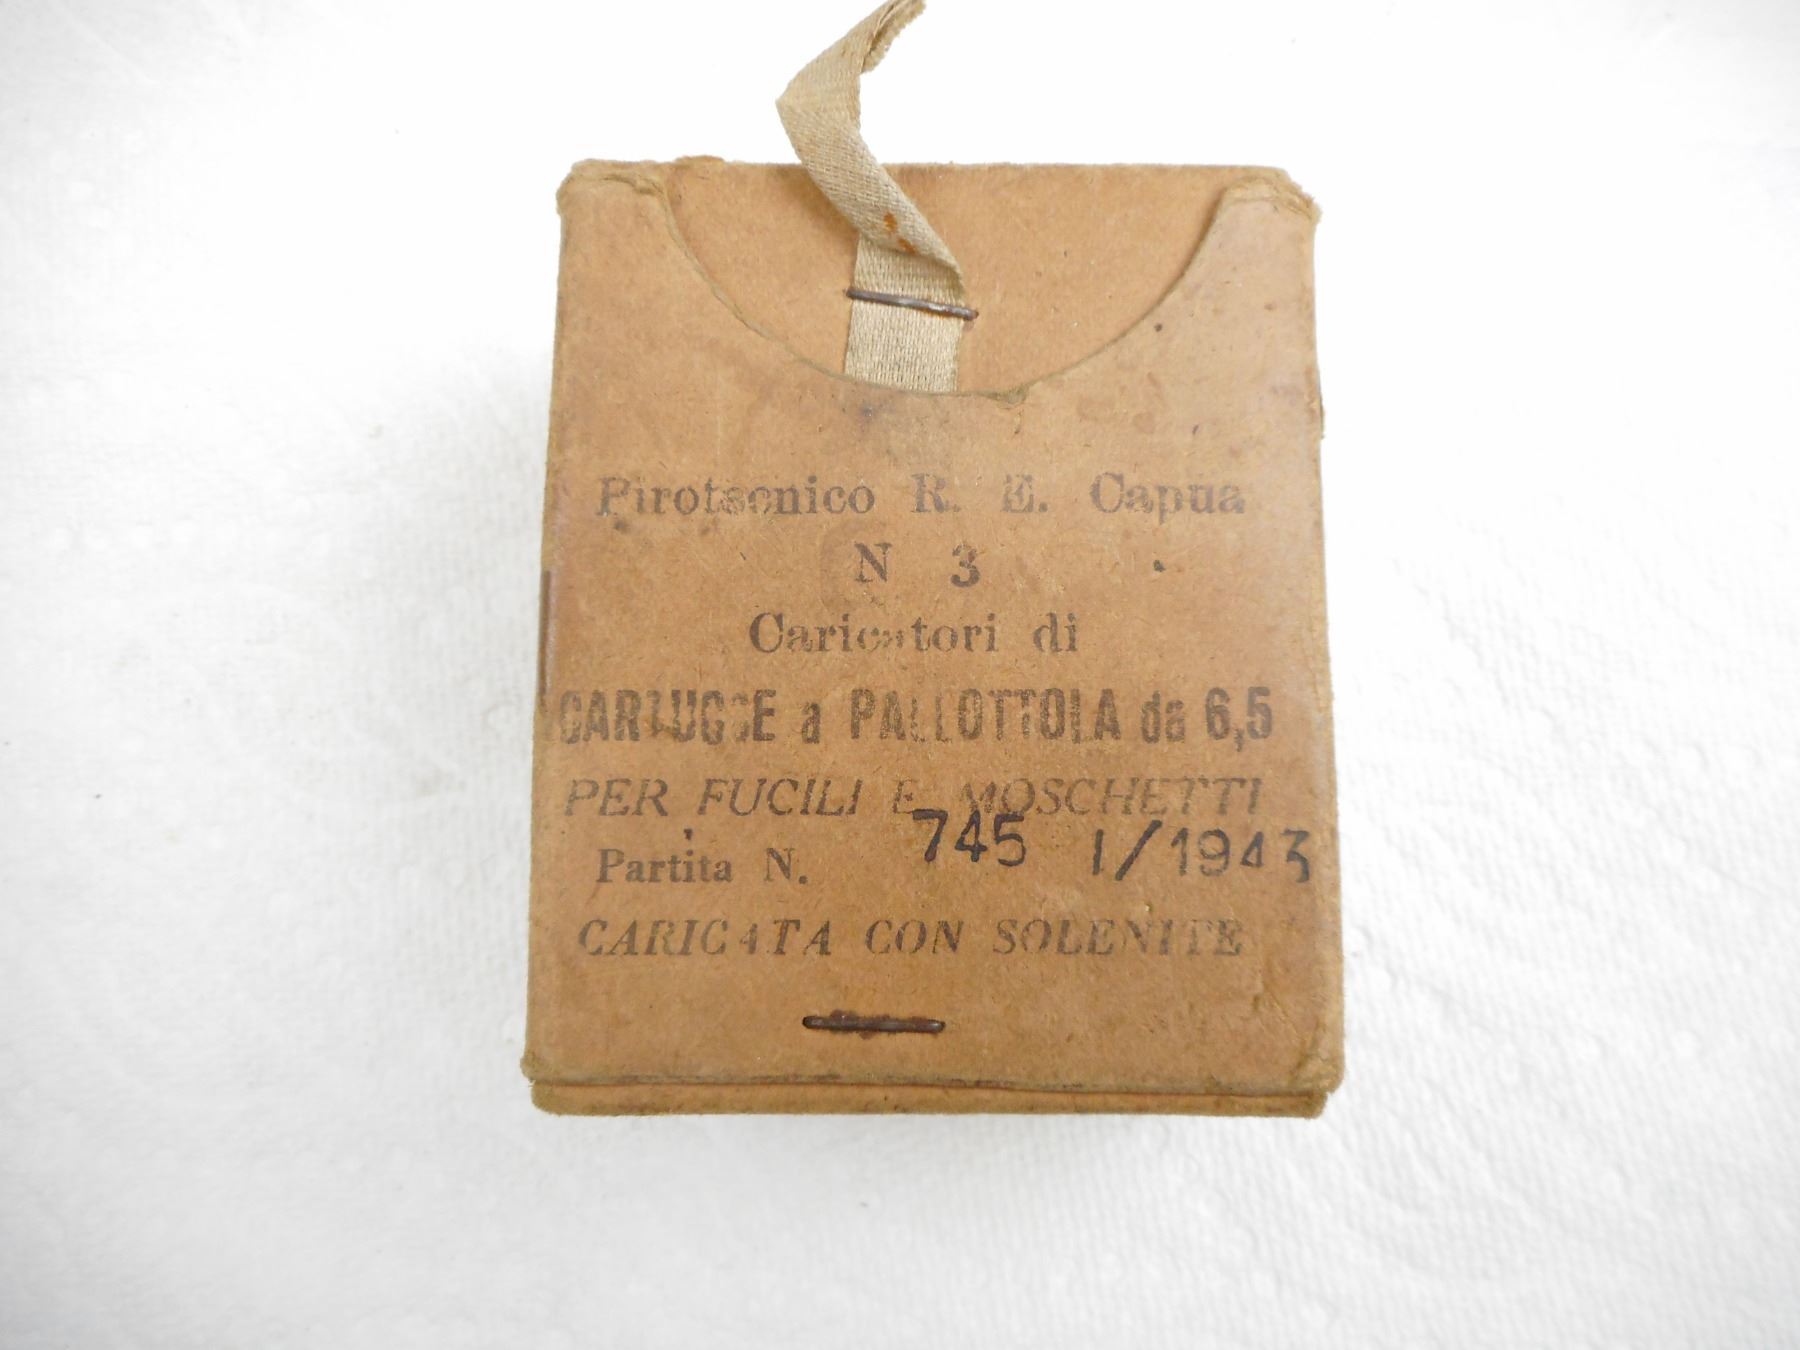 Pirotecnico R. E. Capua
N 3
Caricatori di
CARTUCCE a PALLOTTOLA da 6,5
PER FUCILI E MOSCHETTI
Partita N. 745 1/1943
CARICATA CON SOLENITE